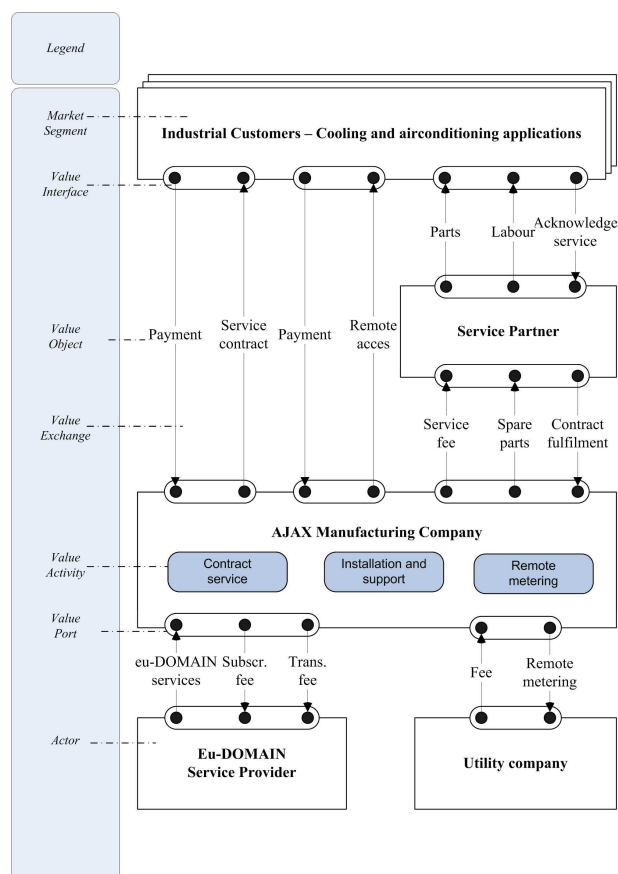 Legend
Market
Segment
Industrial Customers – Cooling and airconditioning applications
Value
Interface
Parts
Labour
Acknowledge
service
Value
Object
Payment
Service
contract
Payment
Remote
acces
Service Partner
Value
Exchange
Service
fee
Spare
parts
Contract
fulfilment
AJAX Manufacturing Company
Value
Activity
Contract
service
Installation and
support
Remote
metering
Value
Port
eu-DOMAIN
services
Subscr.
fee
Trans.
fee
Fee
Remote
metering
Actor
Eu-DOMAIN
Service Provider
Utility company